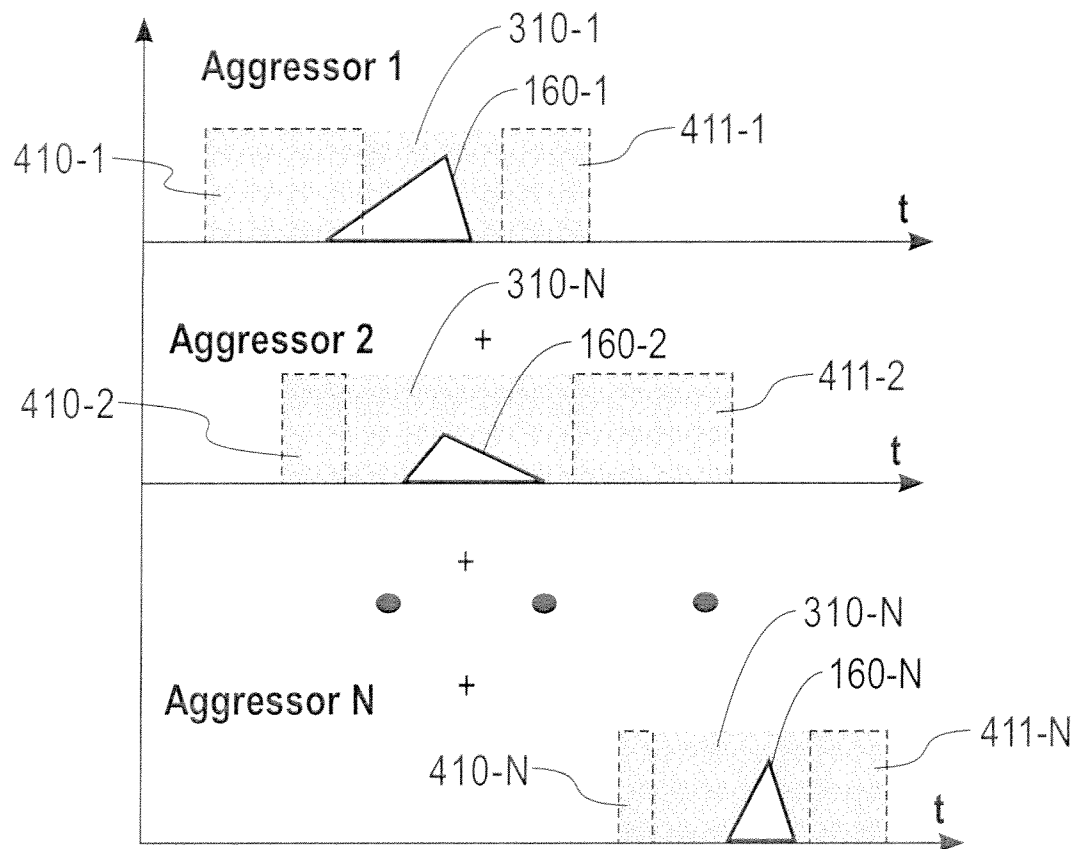 310-1
Aggressor 1
160-1
411-1
410-1
t
310-N
Aggressor 2
+
160-2
411-2
410-2
t
+
310-N
160-N
+
Aggressor N
411-N
410-N
t